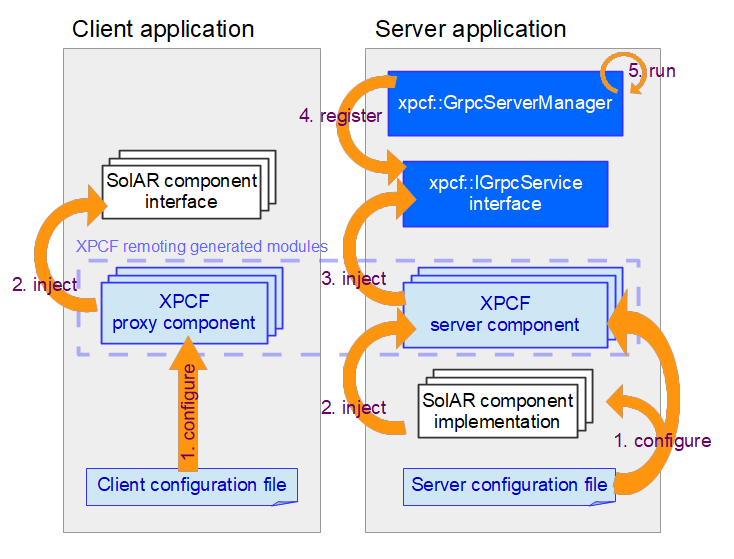 Client application
SolAR component
interface
XPCF remoting generated modules
2. inject
XPCF
proxy component
1. configure
Client configuration file
Server application
5. run
xpcf::GrpcServerManager
4. register
xpcf::IGrpcService
interface
3. inject
XPCF
server component
2. inject
SolAR component
implementation
1. configure
Server configuration file